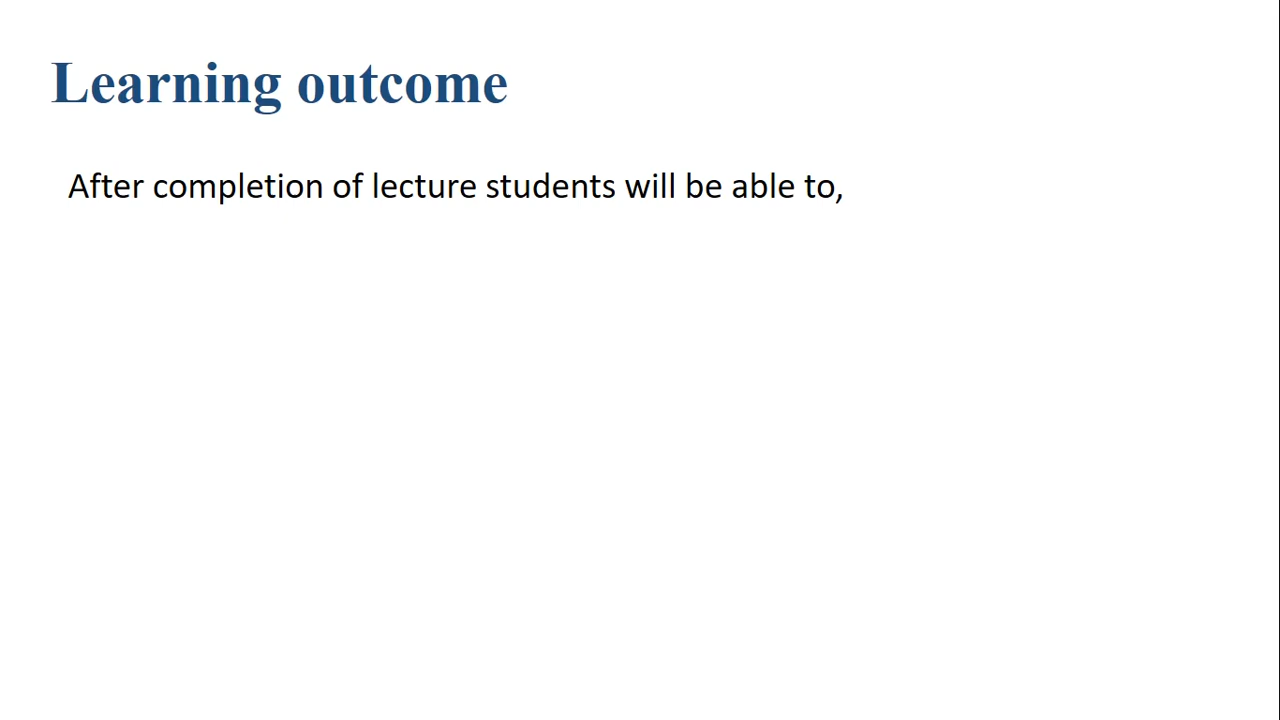 Learning outcome
After completion of lecture students will be able to,